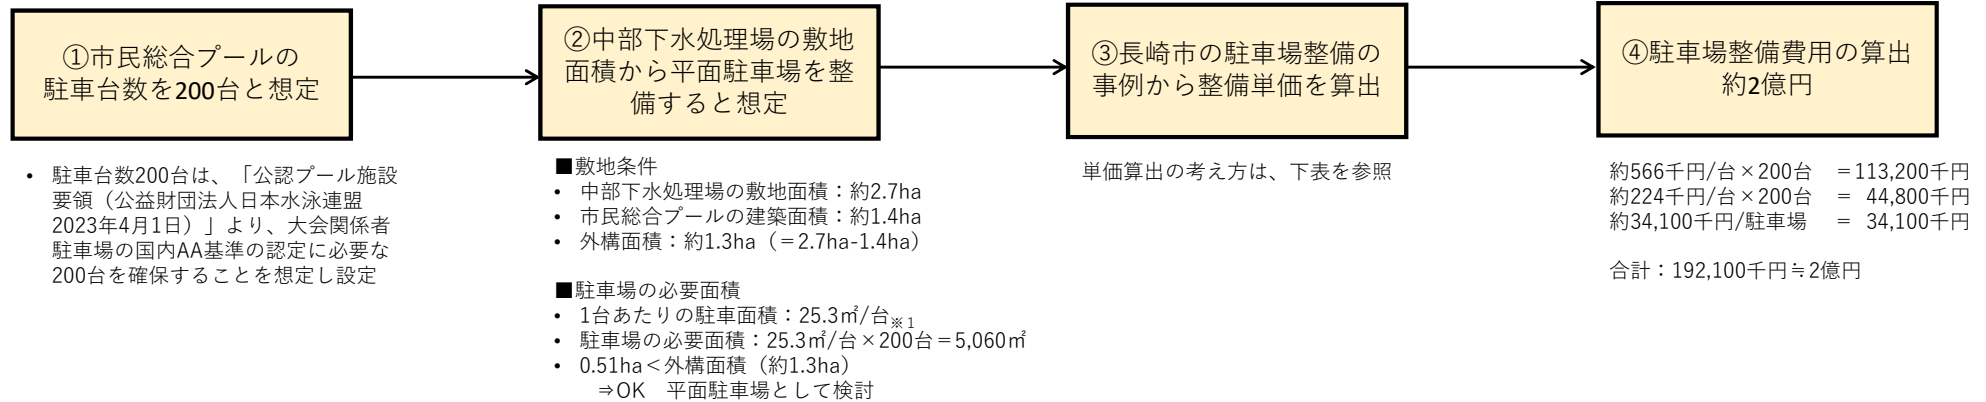 ①市民総合プールの
駐車台数を200台と想定
• 駐車台数200台は、「公認プール施設
要領（公益財団法人日本水泳連盟
2023年4月1日）」より、大会関係者
駐車場の国内AA基準の認定に必要な
200台を確保することを想定し設定
②中部下水処理場の敷地
面積から平面駐車場を整
備すると想定
■敷地条件
• 中部下水処理場の敷地面積：約2.7ha
• 市民総合プールの建築面積：約1.4ha
• 外構面積：約1.3ha（＝2.7ha-1.4ha）
■駐車場の必要面積
• 1台あたりの駐車面積：25.3㎡/台※1
• 駐車場の必要面積：25.3㎡/台×200台＝5,060㎡
• 0.51ha＜外構面積（約1.3ha）
⇒OK　平面駐車場として検討
③長崎市の駐車場整備の
事例から整備単価を算出
単価算出の考え方は、下表を参照
④駐車場整備費用の算出
約2億円
約566千円/台×200台　＝113,200千円
約224千円/台×200台　＝ 44,800千円
約34,100千円/駐車場　＝ 34,100千円
合計：192,100千円≒2億円